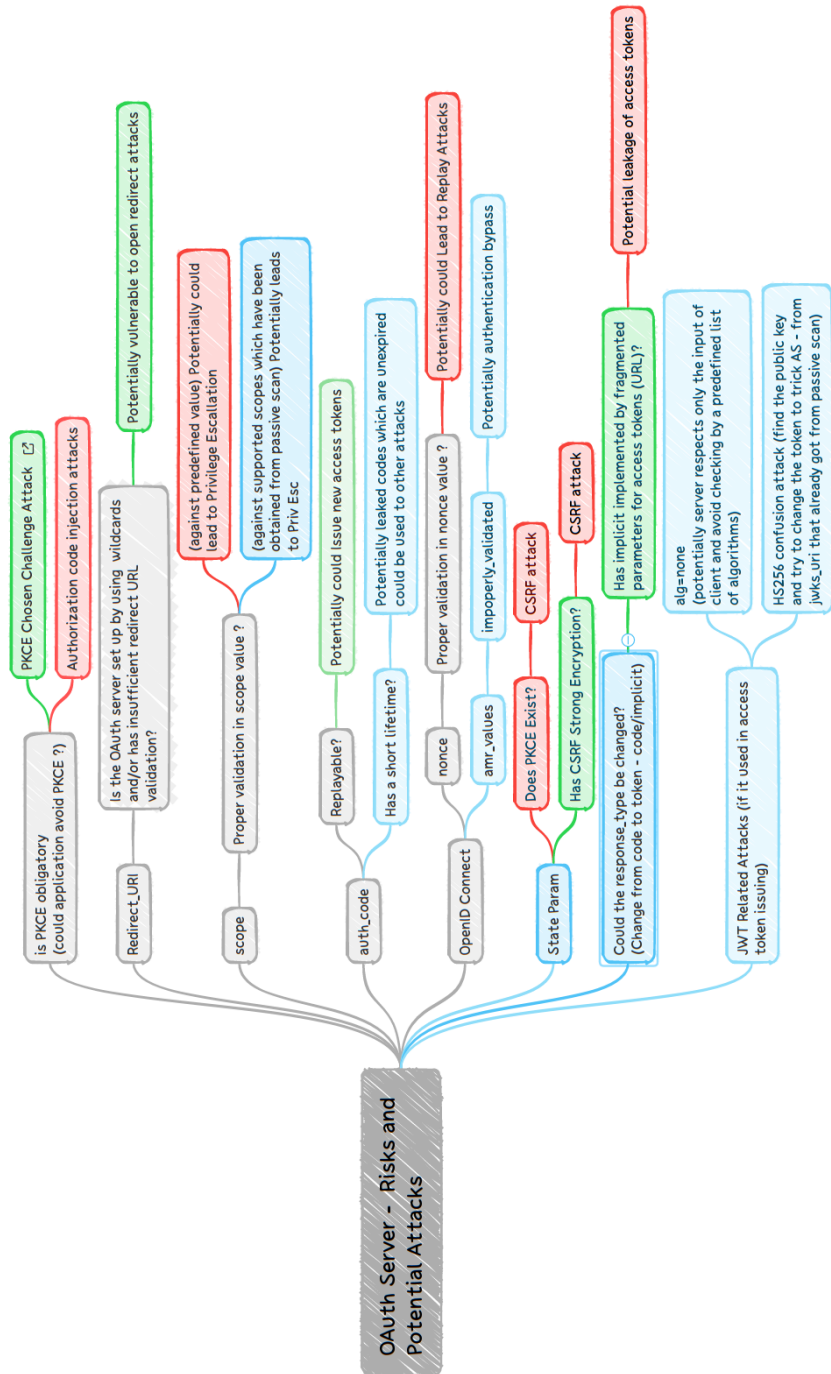 OAuth Server -  Risks and
Potential Attacks
is PKCE obligatory
(could application avoid PKCE ?)
PKCE Chosen Challenge Attack
Authorization code injection attacks
Redirect_URI
Is the OAuth server set up by using  wildcards
and/or has insufficient redirect URL
validation?
Potentially vulnerable to open redirect attacks
scope
Proper validation in scope value ?
(against predefined value) Potentially could
lead to Privilege Escallation
(against supported scopes which have been
obtained from passive scan) Potentially leads
to Priv Esc
auth_code
Replayable?
Potentially could issue new access tokens
Has a short lifetime?
Potentially leaked codes which are unexpired
could be used to other attacks
OpenID Connect
nonce
Proper validation in nonce value ?
Potentially could Lead to Replay Attacks
amr_values
impoperly_validated
Potentially authentication bypass
State Param
Does PKCE Exist?
CSRF attack
Has CSRF Strong Encryption?
CSRF attack
Could the response_type be changed?
(Change from code to token - code/implicit)
Has implicit implemented by fragmented
parameters for access tokens (URL)?
Potential leakage of access tokens
JWT Related Attacks (if it used in access
token issuing)
alg=none
(potentially server respects only the input of
client and avoid checking by a predefined list
of algorithms)
HS256 confusion attack (find the public key
and try to change the token to trick AS - from
jwks_uri that already got from passive scan)